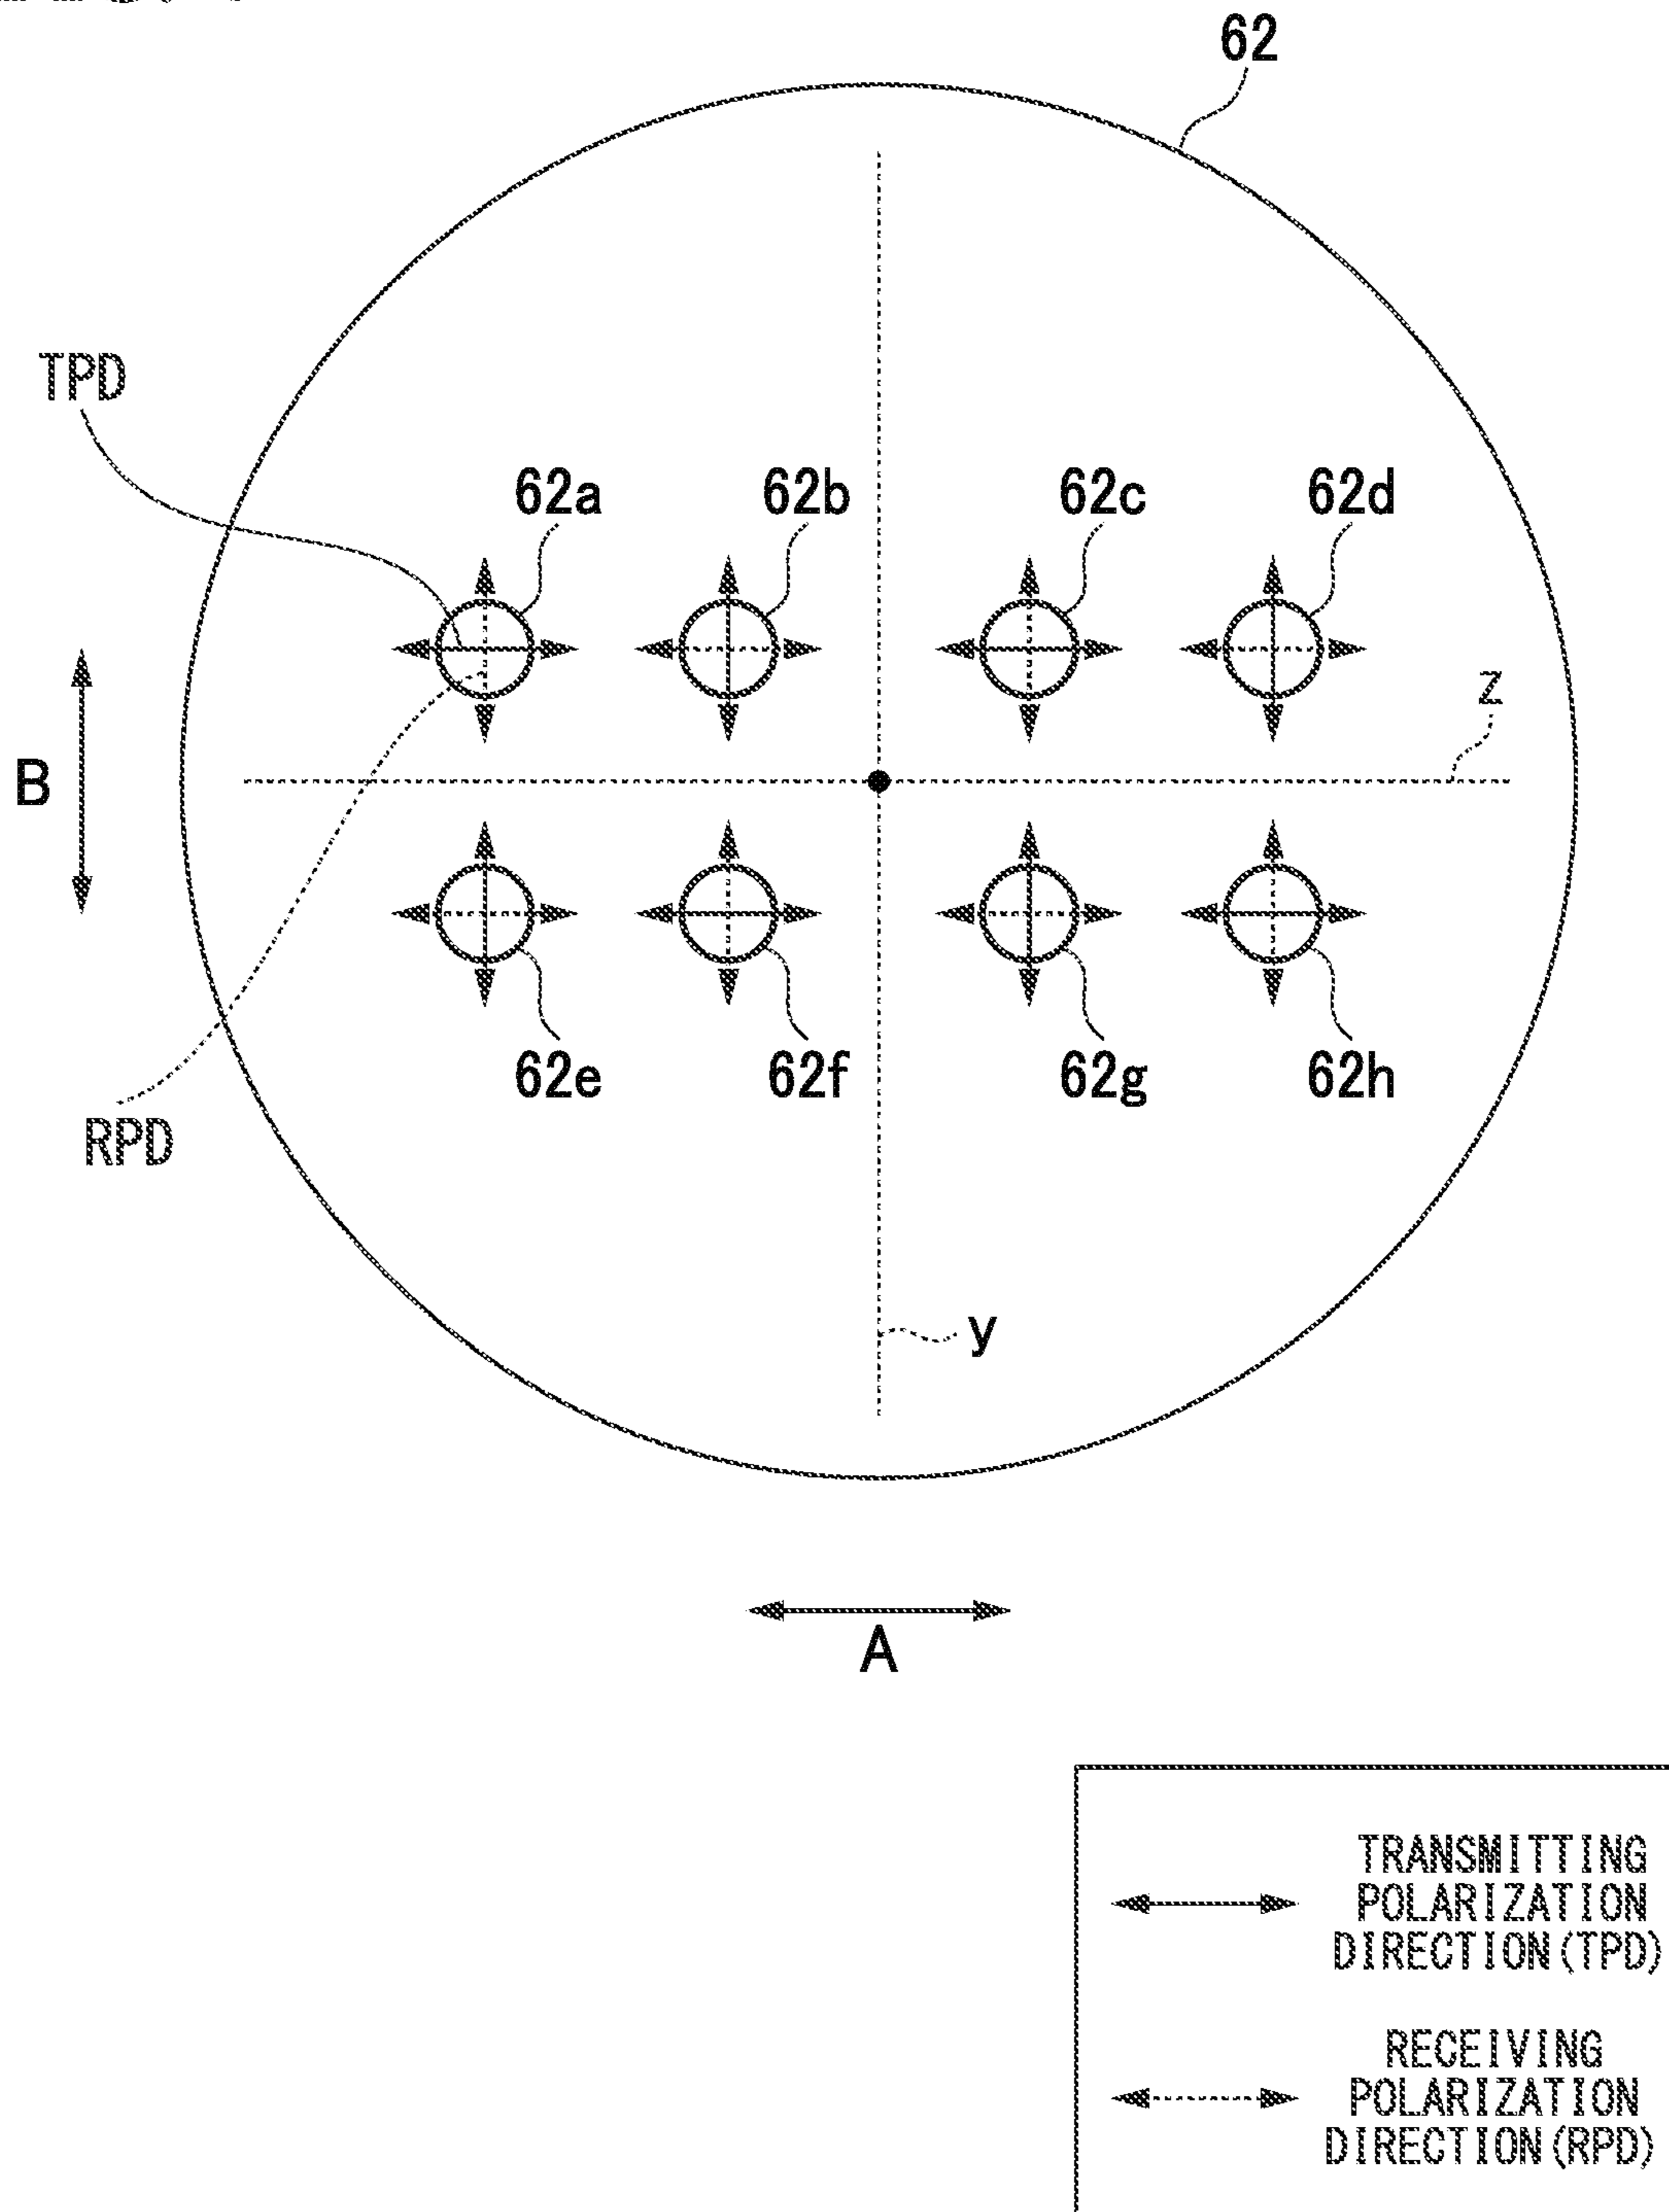 62
TPD
62a
62b
62c
62d
z
B
62e
62f
62g
62h
RPD
y
A
TRANSMITTING
POLARIZATION
DIRECTION(TPD)
RECEIVING
POLARIZATION
DIRECTION(RPD)